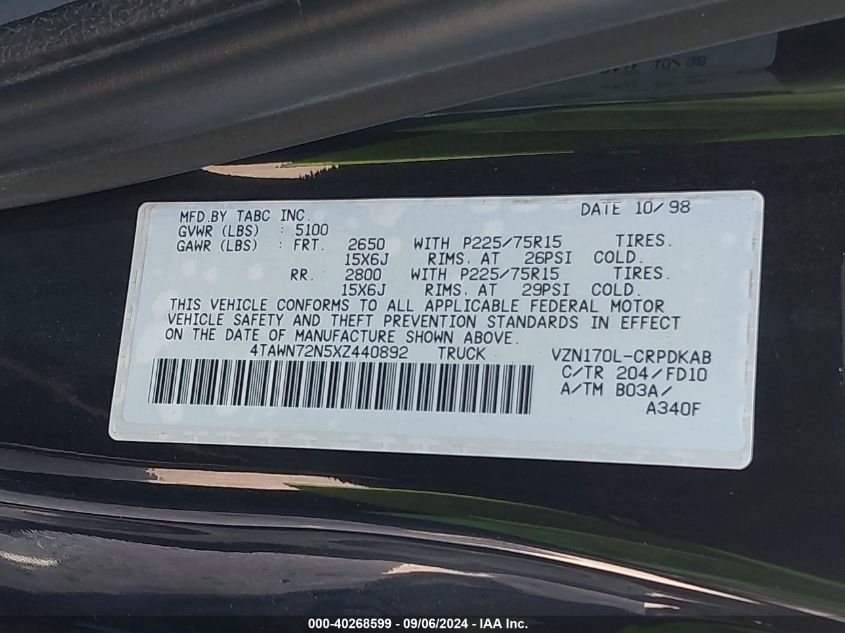 MFD.BY TABC INC. DATE 10/98
GVWR (LBS) : 5100
GAWR (LBS) : FRT. 2650 WITH P225/75R15 TIRES.
15X6J RIMS. AT 26PSI COLD.
RR. 2800 WITH P225/75R15 TIRES.
15X6J RIMS. AT 29PSI COLD.
THIS VEHICLE CONFORMS TO ALL APPLICABLE FEDERAL MOTOR
VEHICLE SAFETY AND THEFT PREVENTION STANDARDS IN EFFECT
ON THE DATE OF MANUFACTURE SHOWN ABOVE.
4TAWN72N5XZ440892 TRUCK VZN170L-CRPDKAB
C/TR 204/FD10
A/TM B03A/
A340F
000-40268599 - 09/06/2024 - IAA Inc.